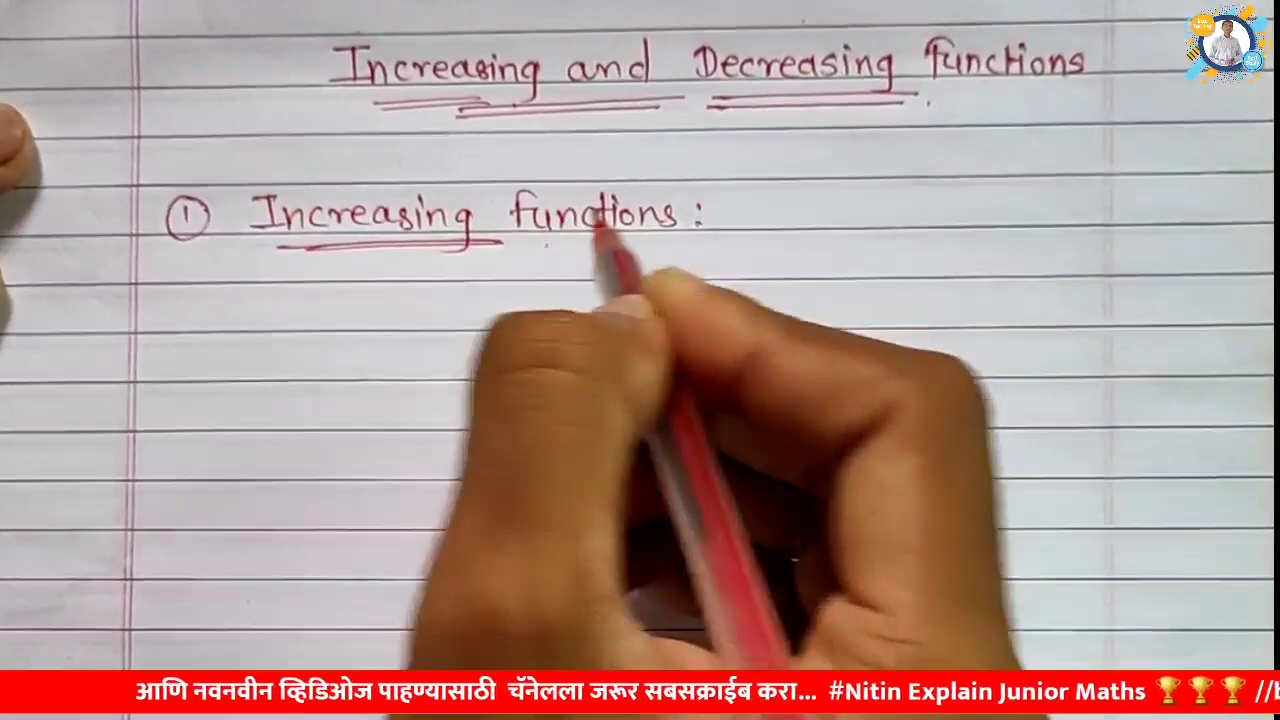 Increasing and Decreasing functions
① Increasing functions:
आणि नवनवीन व्हिडिओज पाहण्यासाठी चॅनेलला जरूर सबसक्राईब करा... #Nitin Explain Junior Maths 🏆🏆🏆 //